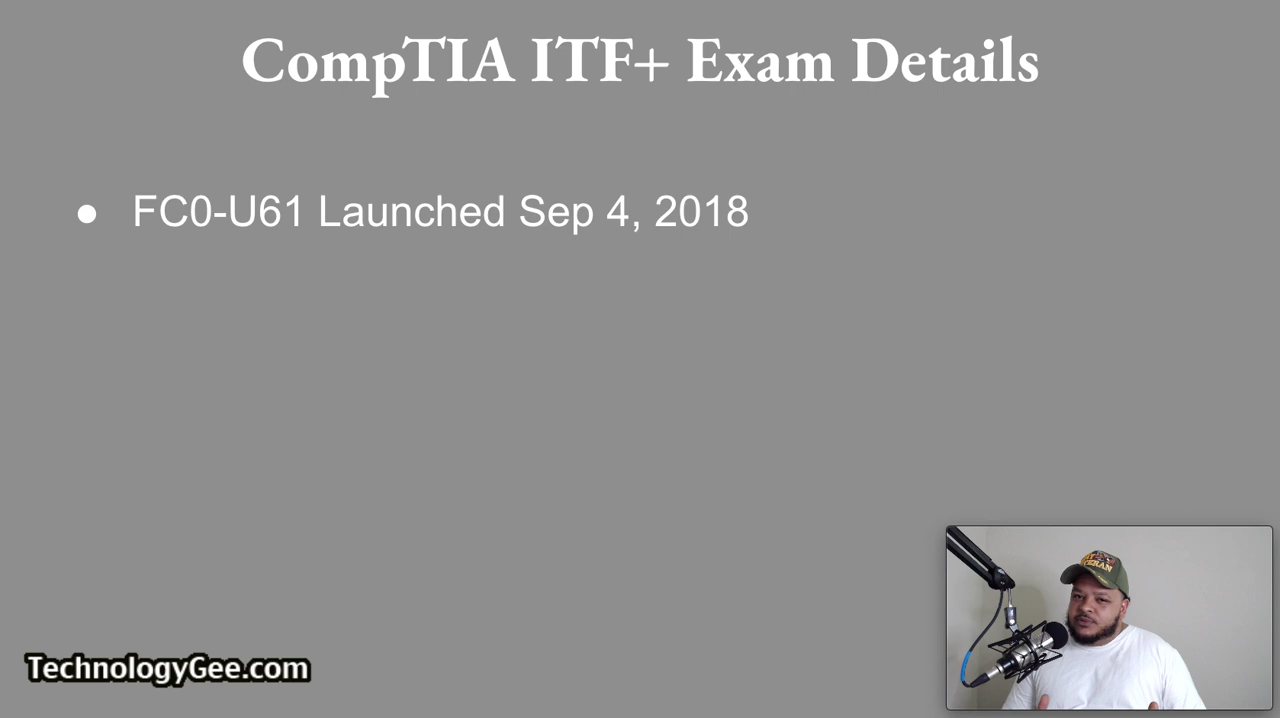 CompTIA ITF+ Exam Details
● FC0-U61 Launched Sep 4, 2018
TechnologyGee.com